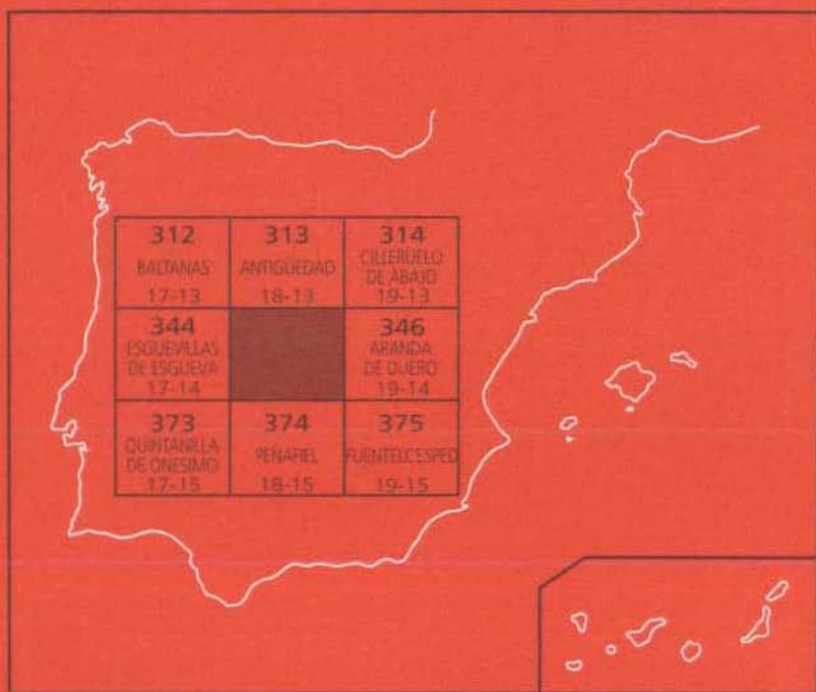 312
BALTANAS
17-13
313
ANTIGÜEDAD
18-13
314
CILLERUELO
DE ABAJO
19-13
344
ESGUEVILLAS
DE ESGUEVA
17-14
346
ARANDA
DE DUERO
19-14
373
QUINTANILLA
DE ONESIMO
17-15
374
PEÑAFIEL
18-15
375
FUENTELCESPED
19-15